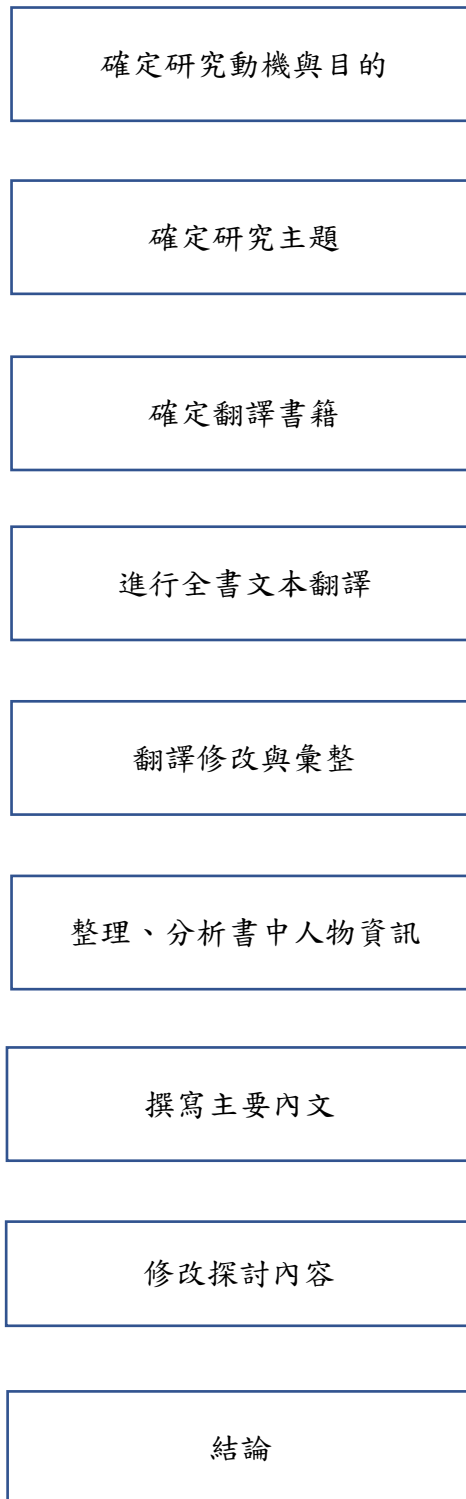 確定研究動機與目的
確定研究主題
確定翻譯書籍
進行全書文本翻譯
翻譯修改與彙整
整理、分析書中人物資訊
撰寫主要內文
修改探討內容
結論